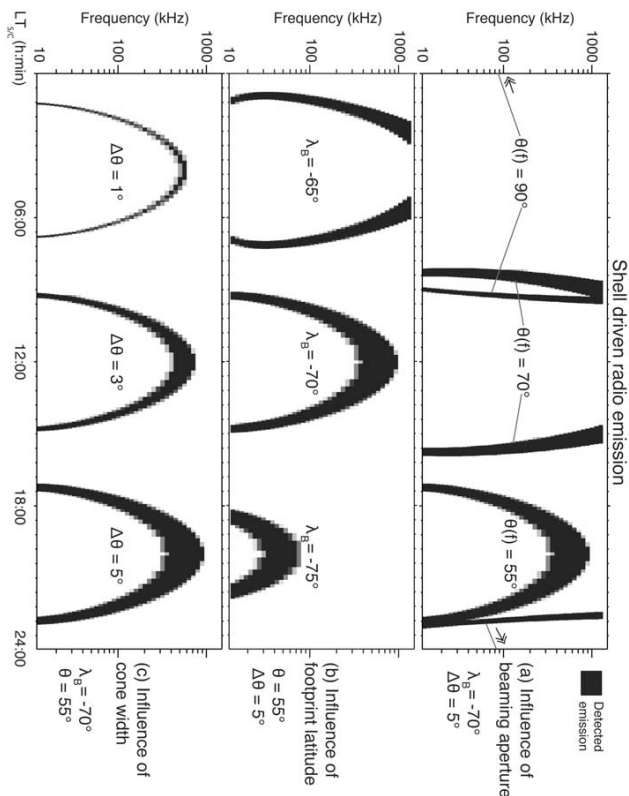 Shell driven radio emission
Detected
emission
(a) Influence of
beaming aperture
λB = -70°
Δθ = 5°
Frequency (kHz)
1000
100
10
θ(f) = 90°
θ(f) = 70°
θ(f) = 55°
(b) Influence of
footprint latitude
θ = 55°
Δθ = 5°
Frequency (kHz)
1000
100
10
λB = -65°
λB = -70°
λB = -75°
(c) Influence of
cone width
λB = -70°
θ = 55°
Frequency (kHz)
1000
100
10
Δθ = 1°
Δθ = 3°
Δθ = 5°
LT S/C (h:min)
06:00
12:00
18:00
24:00